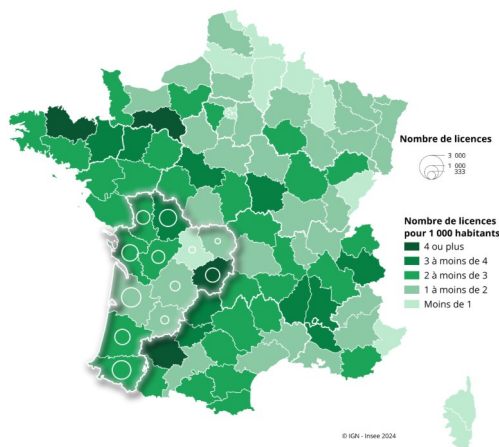 Nombre de licences
3 000
1 000
333
Nombre de licences
pour 1 000 habitants
4 ou plus
3 à moins de 4
2 à moins de 3
1 à moins de 2
Moins de 1
© IGN - Insee 2024